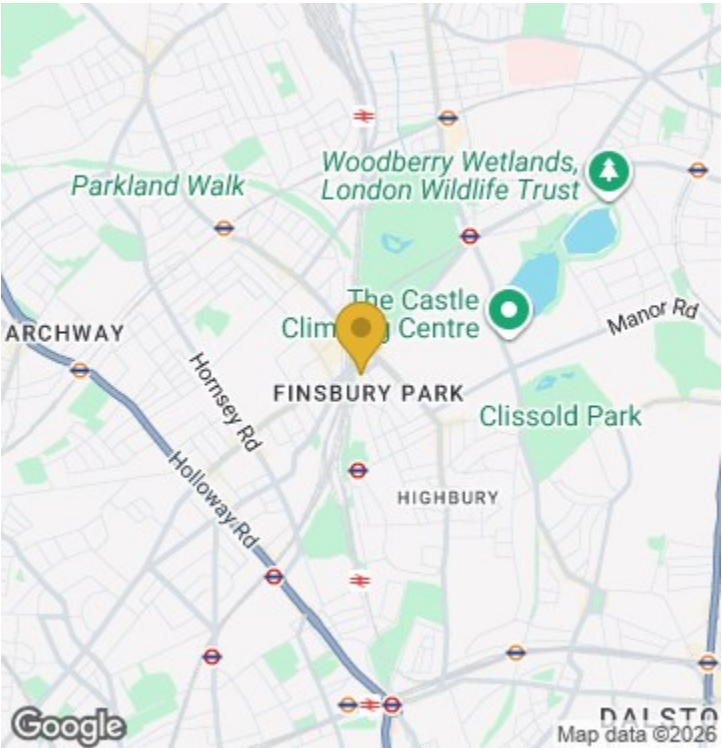 Parkland Walk
Woodberry Wetlands,
London Wildlife Trust
The Castle
Climbing Centre
Manor Rd
ARCHWAY
Hornsey Rd
FINSBURY PARK
Clissold Park
Holloway Rd
HIGHBURY
DALSTO
Google
Map data ©2026